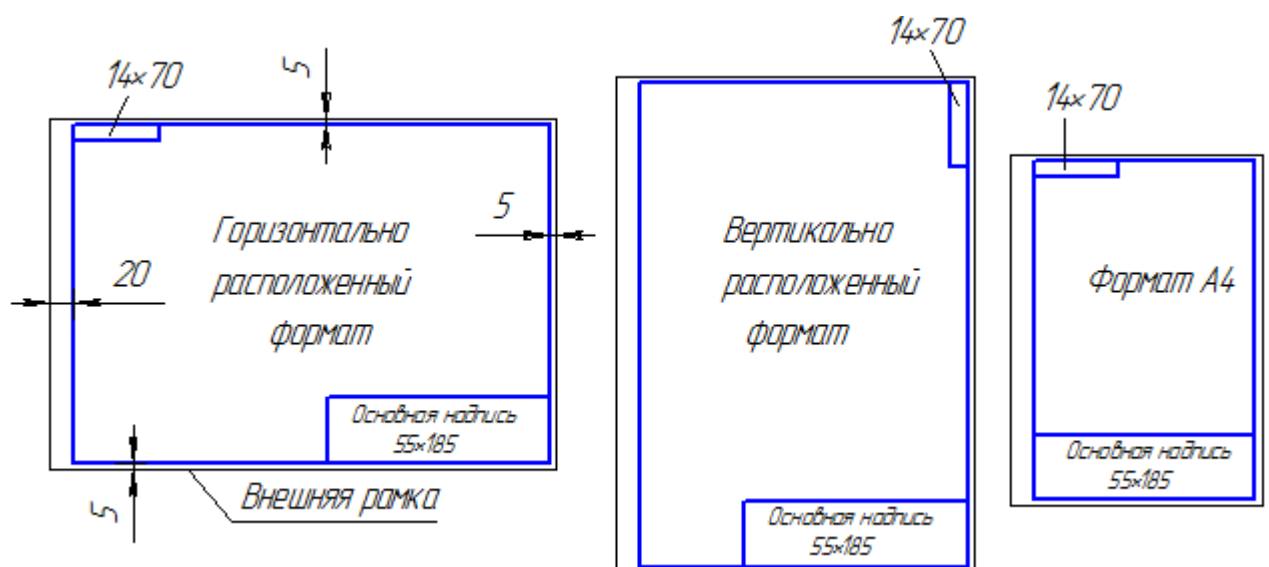 14×70
5
Горизонтально
расположенный
формат
5
20
Основная надпись
55×185
5
Внешняя рамка
14×70
Вертикально
расположенный
формат
Основная надпись
55×185
14×70
Формат А4
Основная надпись
55×185